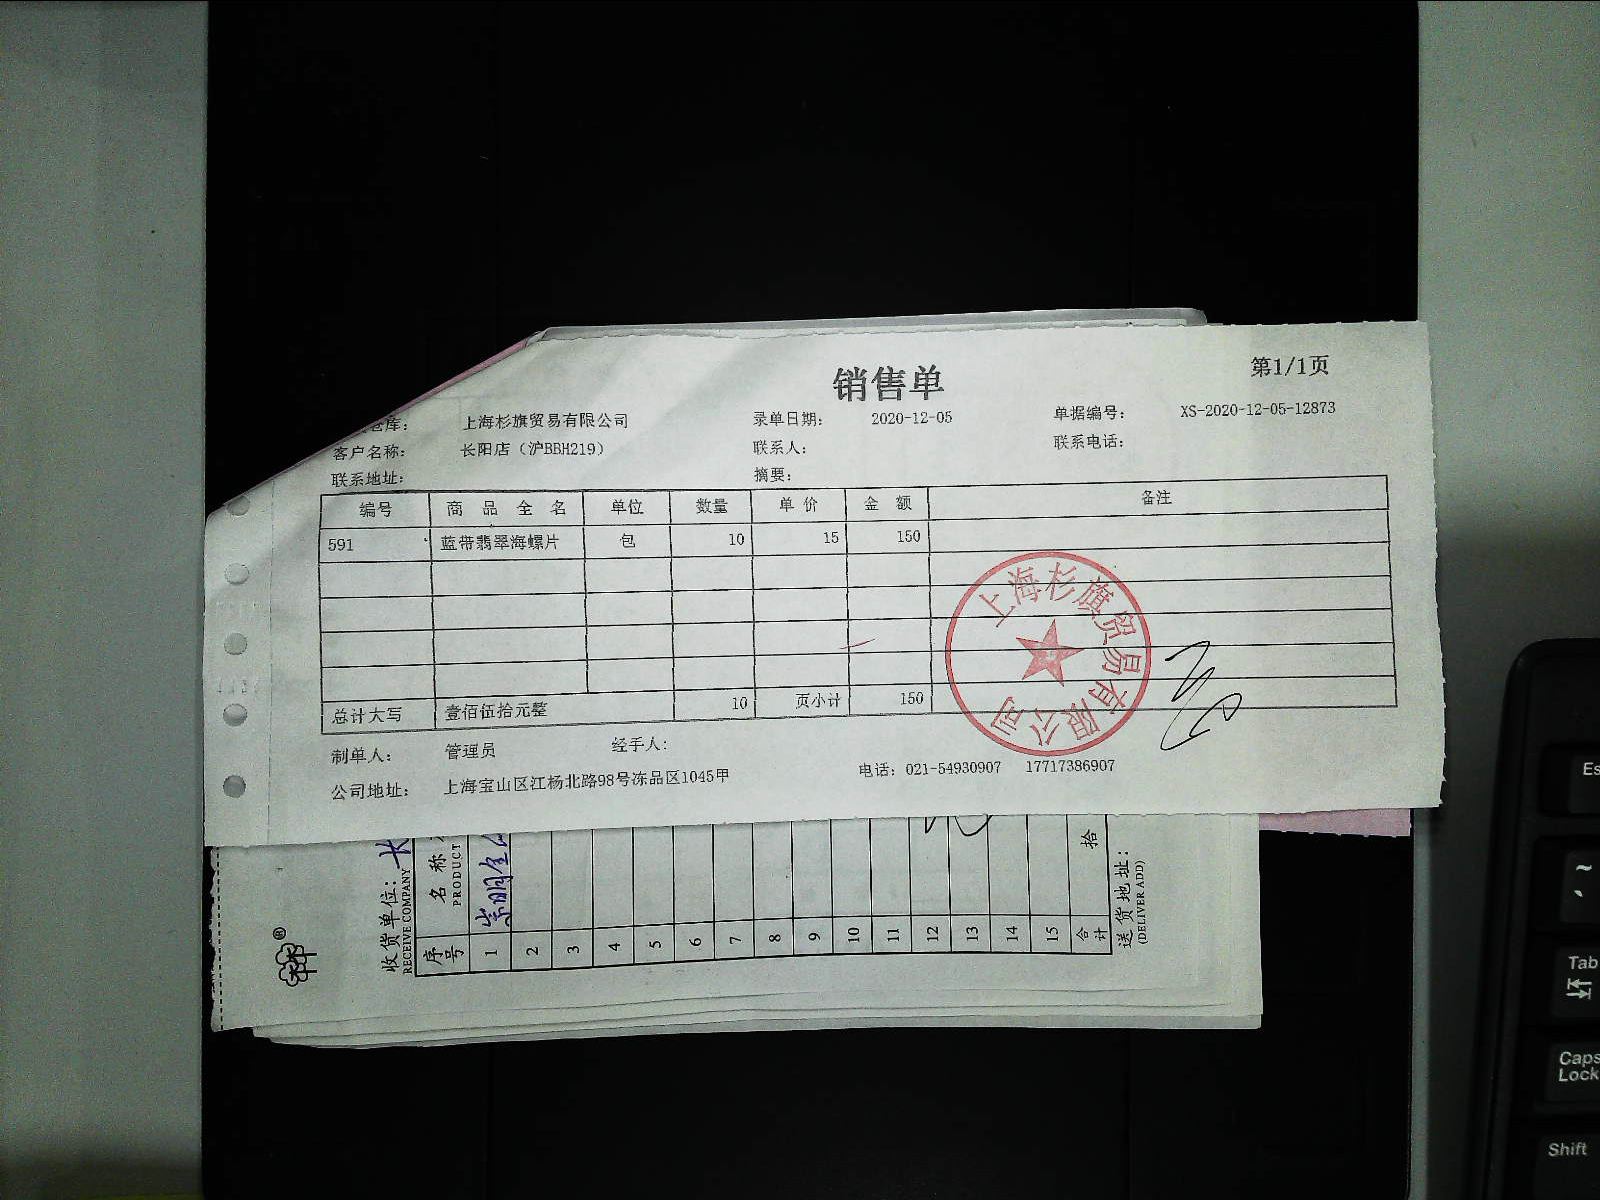 销售单
第1/1页
仓库： 上海杉旗贸易有限公司 录单日期： 2020-12-05 单据编号： XS-2020-12-05-12873
客户名称： 长阳店（沪BBH219） 联系人： 联系电话：
联系地址： 摘要：
编号 商品全名 单位 数量 单价 金额 备注
591 蓝带翡翠海螺片 包 10 15 150
总计大写 壹佰伍拾元整 10 页小计 150
上海杉旗贸易有限公司
制单人： 管理员 经手人：
公司地址： 上海宝山区江杨北路98号冻品区1045甲 电话：021-54930907 17717386907
收货单位：长
RECEIVE COMPANY
序号 名称
PRODUCT
1 崇明
2
3
4
5
6
7
8
9
10
11
12
13
14
15
合计 拾
送货地址：
(DELIVER ADD)
®
Es
Tab
Caps
Lock
Shift